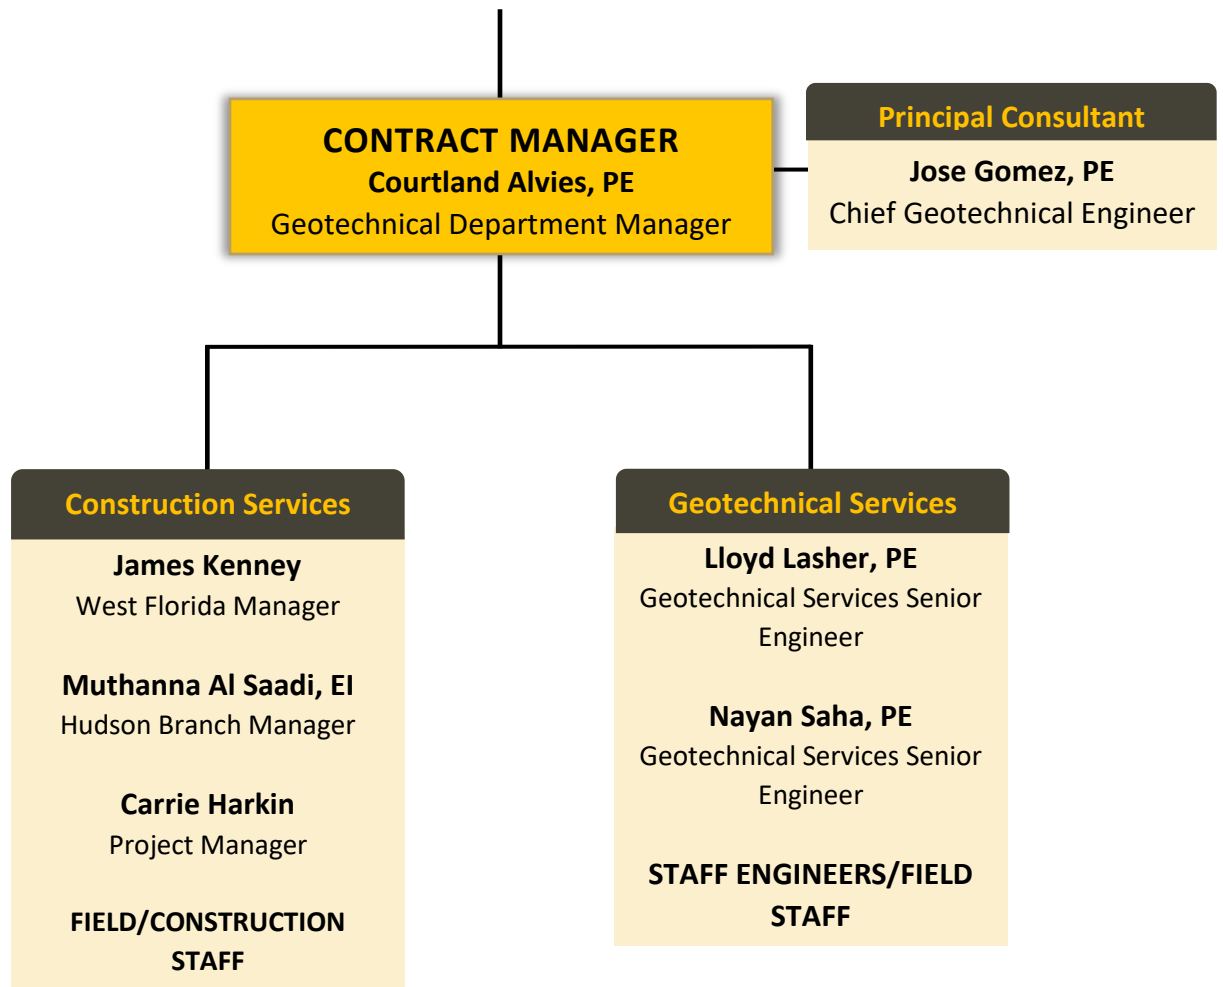 CONTRACT MANAGER
Courtland Alvies, PE
Geotechnical Department Manager
Principal Consultant
Jose Gomez, PE
Chief Geotechnical Engineer
Construction Services
James Kenney
West Florida Manager
Muthanna Al Saadi, EI
Hudson Branch Manager
Carrie Harkin
Project Manager
FIELD/CONSTRUCTION
STAFF
Geotechnical Services
Lloyd Lasher, PE
Geotechnical Services Senior
Engineer
Nayan Saha, PE
Geotechnical Services Senior
Engineer
STAFF ENGINEERS/FIELD
STAFF